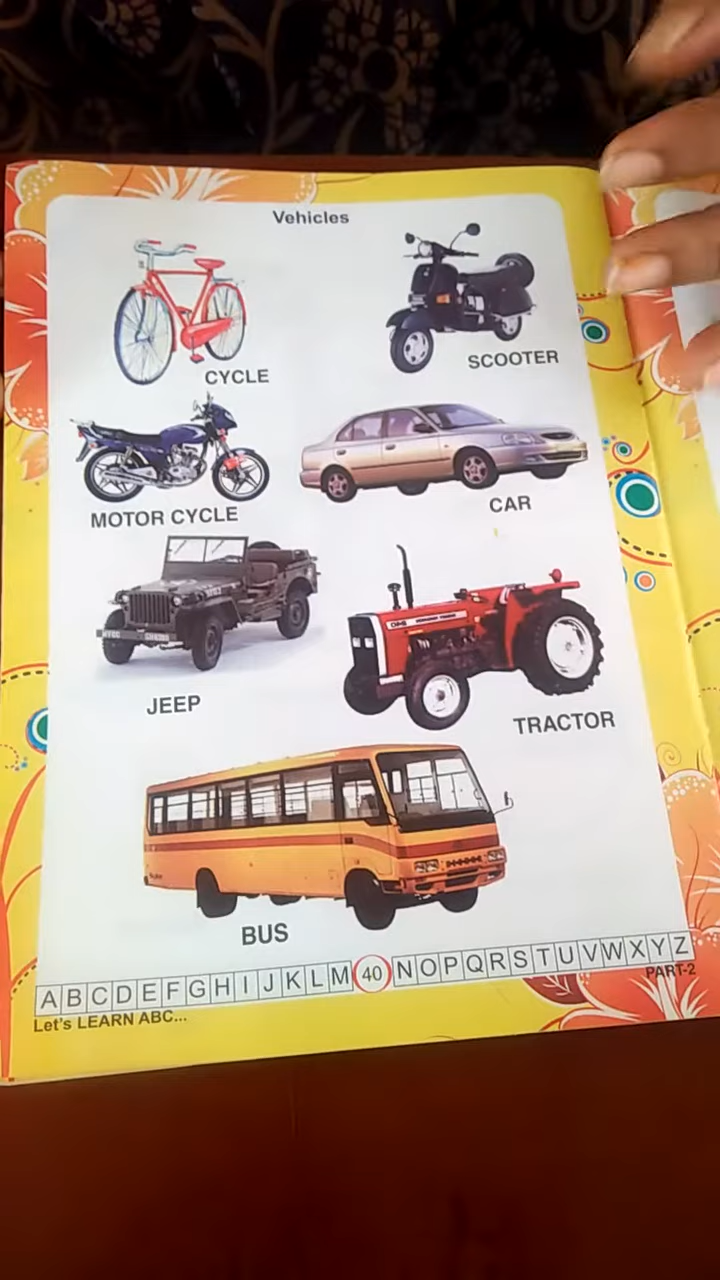 Vehicles
CYCLE
SCOOTER
MOTOR CYCLE
CAR
JEEP
TRACTOR
BUS
A B C D E F G H I J K L M 40 N O P Q R S T U V W X Y Z
Let's LEARN ABC...
PART-2